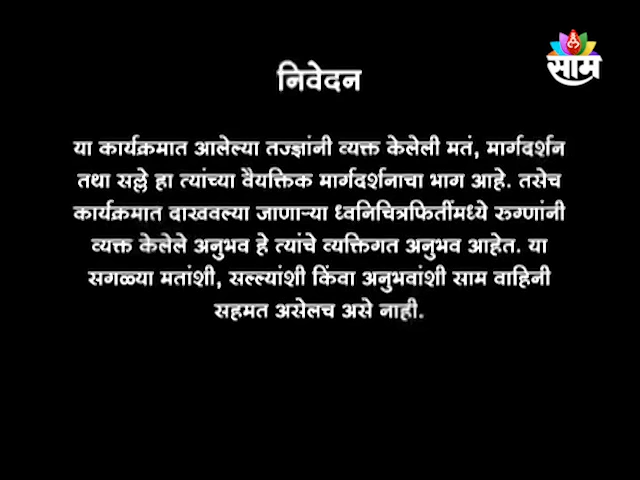 साम
निवेदन
या कार्यक्रमात आलेल्या तज्ज्ञांनी व्यक्त केलेली मतं, मार्गदर्शन
तथा सल्ले हा त्यांच्या वैयक्तिक मार्गदर्शनाचा भाग आहे. तसेच
कार्यक्रमात दाखवल्या जाणाऱ्या ध्वनिचित्रफितींमध्ये रुग्णांनी
व्यक्त केलेले अनुभव हे त्यांचे व्यक्तिगत अनुभव आहेत. या
सगळ्या मतांशी, सल्ल्यांशी किंवा अनुभवांशी साम वाहिनी
सहमत असेलच असे नाही.